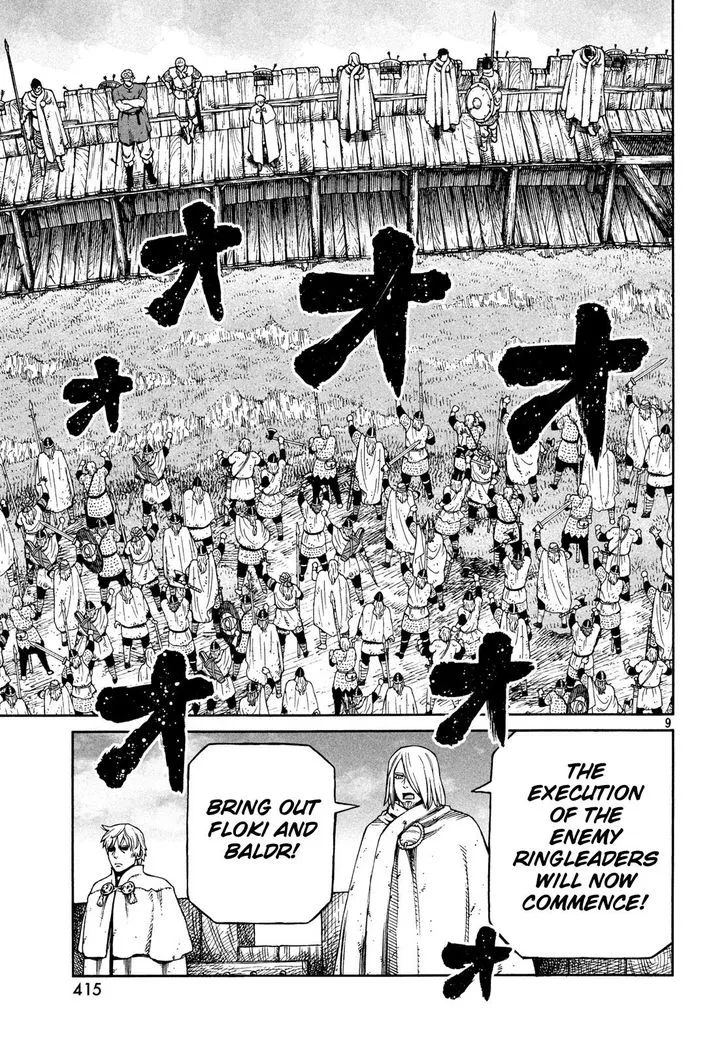 オ
オ
オ
オ
オ
オ
9
THE
EXECUTION
OF THE
ENEMY
RINGLEADERS
WILL NOW
COMMENCE!
BRING OUT
FLOKI AND
BALDR!
オ
415